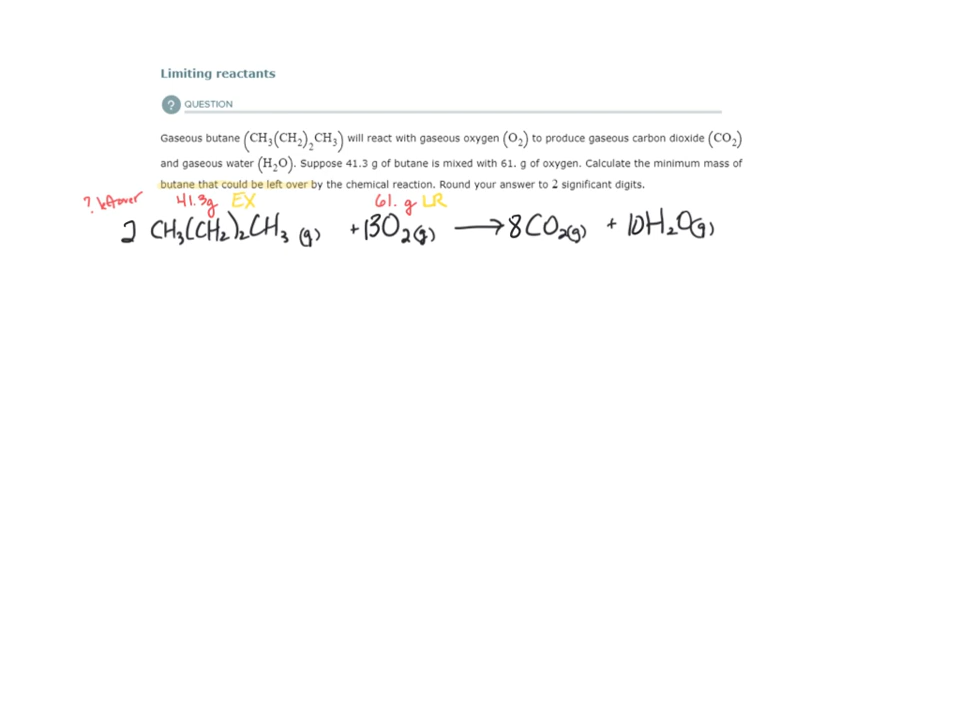 Limiting reactants
? QUESTION
Gaseous butane (CH₃(CH₂)₂CH₃) will react with gaseous oxygen (O₂) to produce gaseous carbon dioxide (CO₂)
and gaseous water (H₂O). Suppose 41.3 g of butane is mixed with 61. g of oxygen. Calculate the minimum mass of
butane that could be left over by the chemical reaction. Round your answer to 2 significant digits.
? leftover 41.3g EX 61. g LR
2 CH₃(CH₂)₂CH₃ (g) + 13O₂(g) ⟶ 8CO₂(g) + 10H₂O(g)